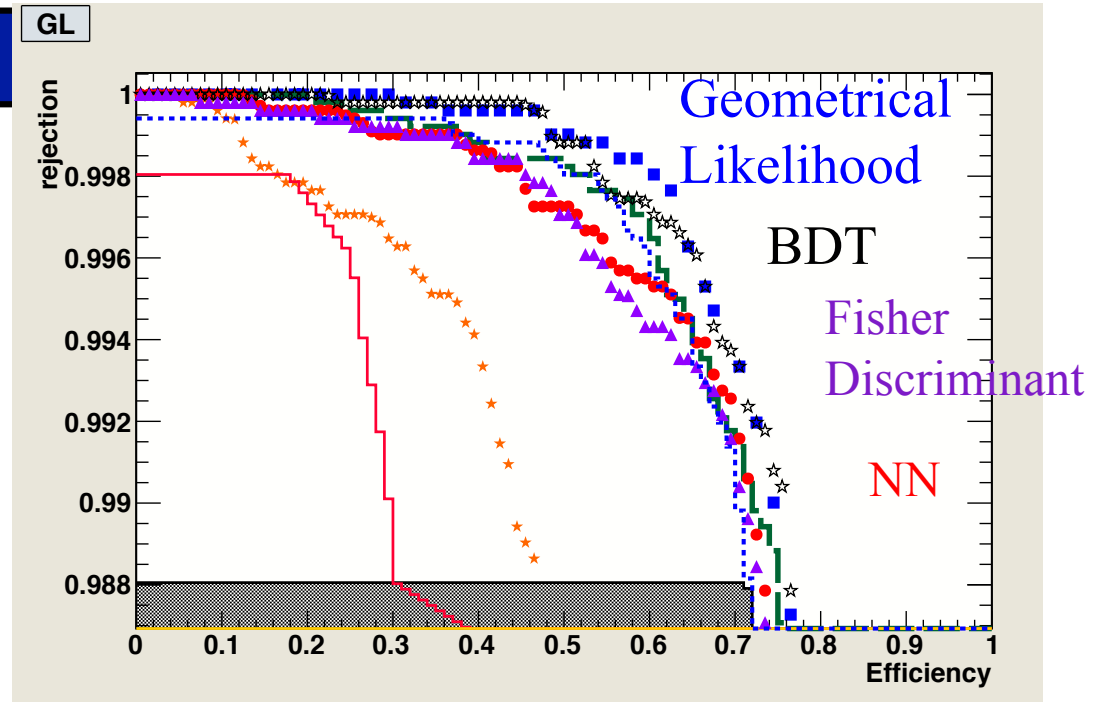 GL
rejection
1
0.998
0.996
0.994
0.992
0.99
0.988
Geometrical
Likelihood
BDT
Fisher
Discriminant
NN
0 0.1 0.2 0.3 0.4 0.5 0.6 0.7 0.8 0.9 1
Efficiency